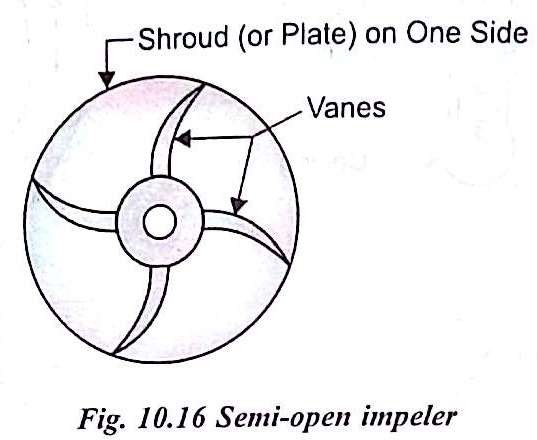 Shroud (or Plate) on One Side
Vanes
Fig. 10.16 Semi-open impeler